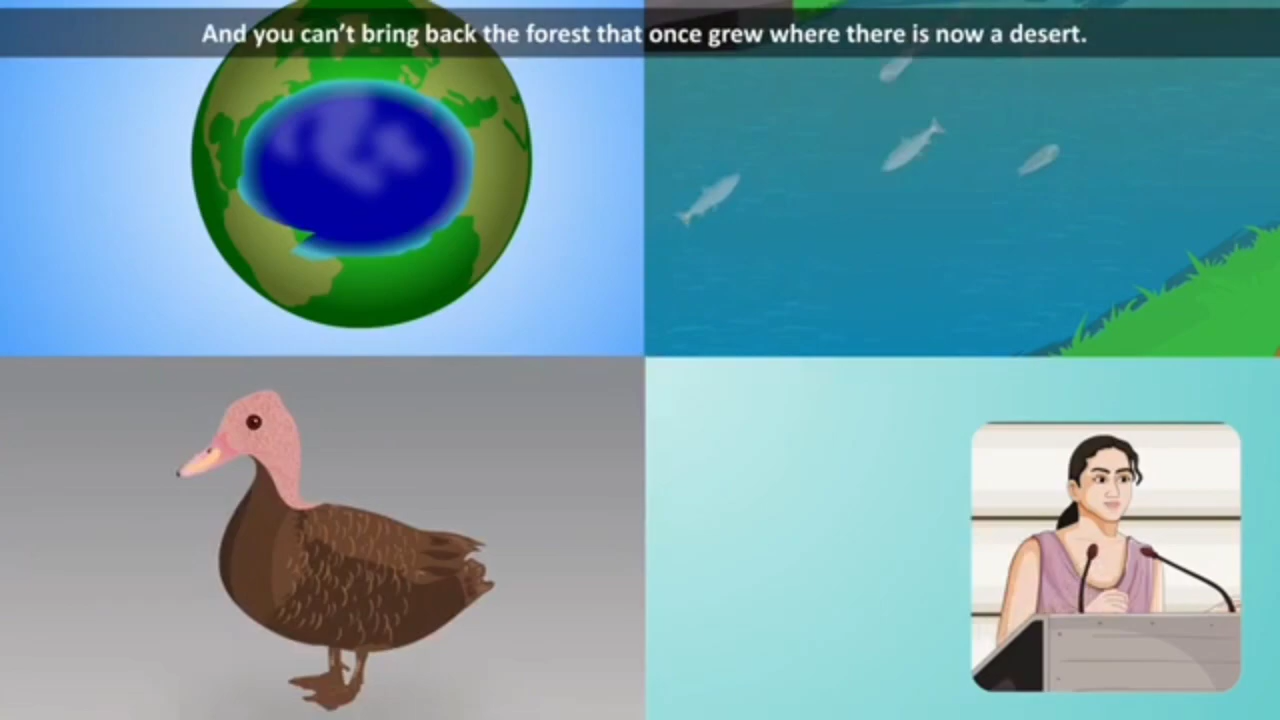 And you can’t bring back the forest that once grew where there is now a desert.